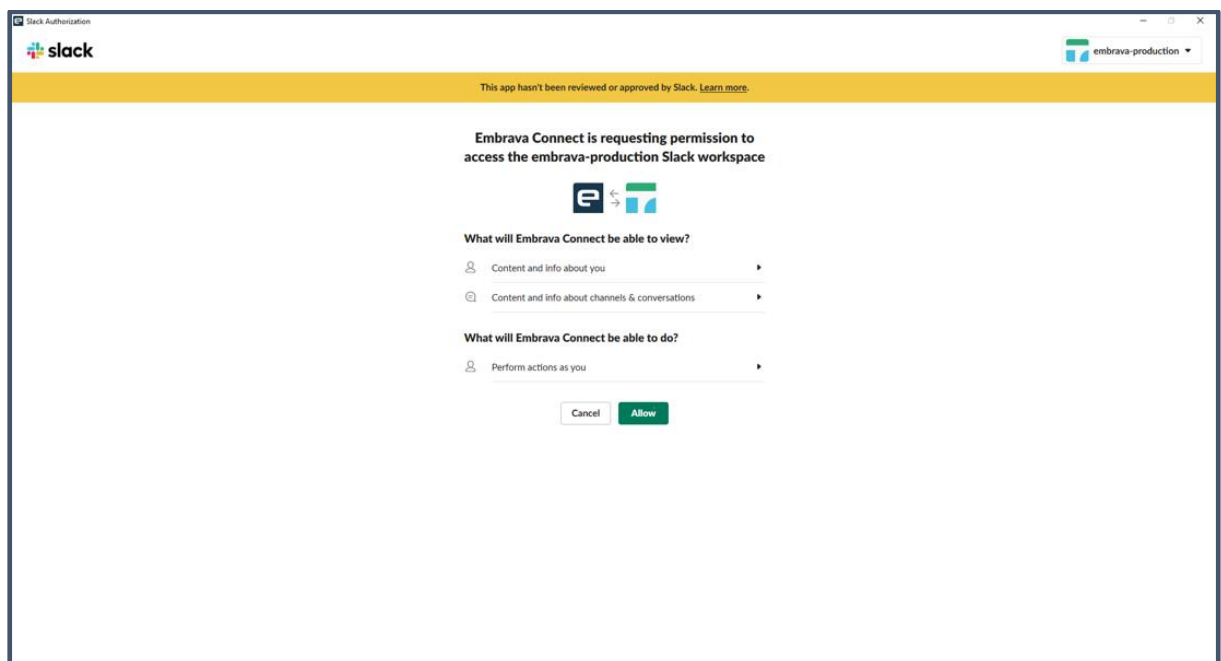 Slack Authorization
slack
embrava-production
This app hasn't been reviewed or approved by Slack. Learn more.
Embrava Connect is requesting permission to
access the embrava-production Slack workspace
What will Embrava Connect be able to view?
Content and info about you
Content and info about channels & conversations
What will Embrava Connect be able to do?
Perform actions as you
Cancel
Allow